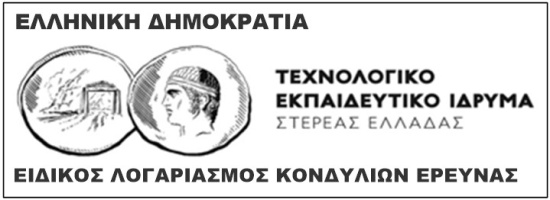 ΕΛΛΗΝΙΚΗ ΔΗΜΟΚΡΑΤΙΑ
ΤΕΧΝΟΛΟΓΙΚΟ
ΕΚΠΑΙΔΕΥΤΙΚΟ ΙΔΡΥΜΑ
ΣΤΕΡΕΑΣ ΕΛΛΑΔΑΣ
ΕΙΔΙΚΟΣ ΛΟΓΑΡΙΑΣΜΟΣ ΚΟΝΔΥΛΙΩΝ ΕΡΕΥΝΑΣ